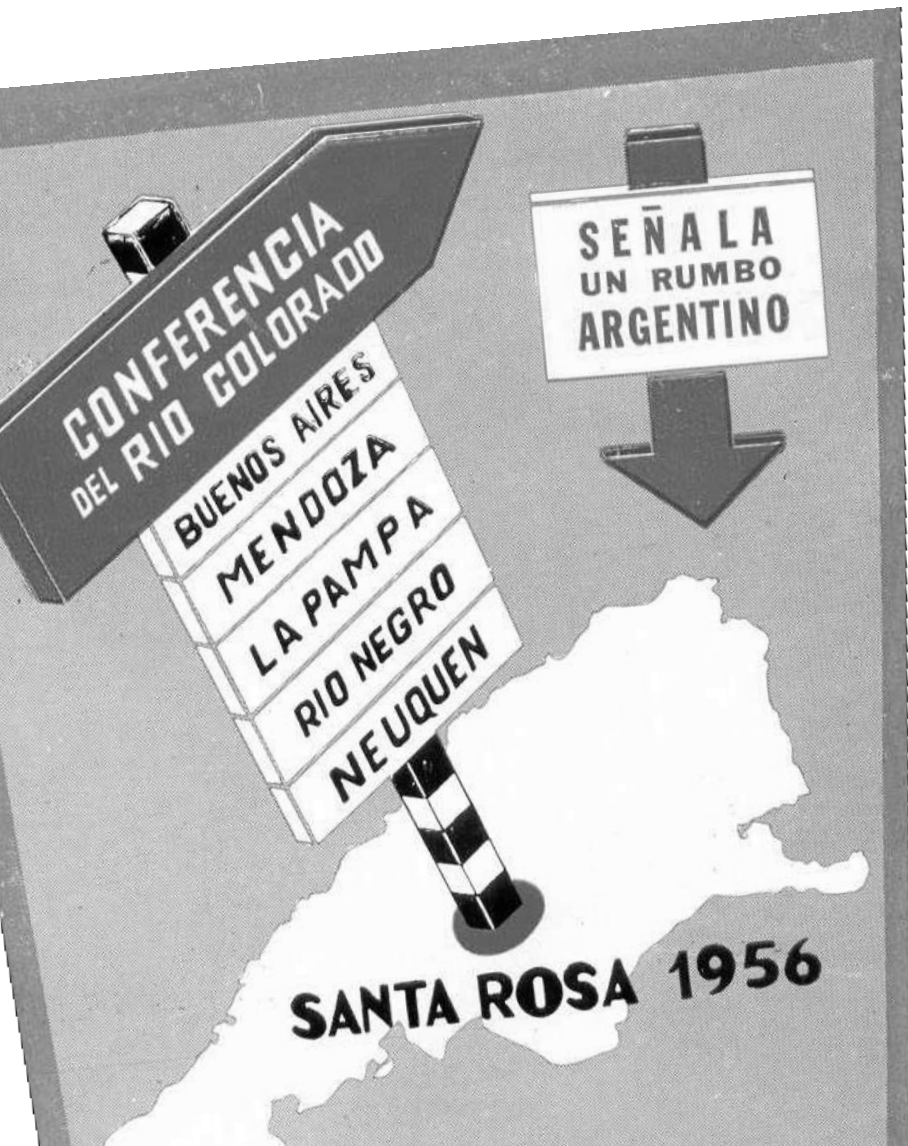 CONFERENCIA
DEL RIO COLORADO
BUENOS AIRES
MENDOZA
LA PAMPA
RIO NEGRO
NEUQUEN
SEÑALA
UN RUMBO
ARGENTINO
SANTA ROSA 1956